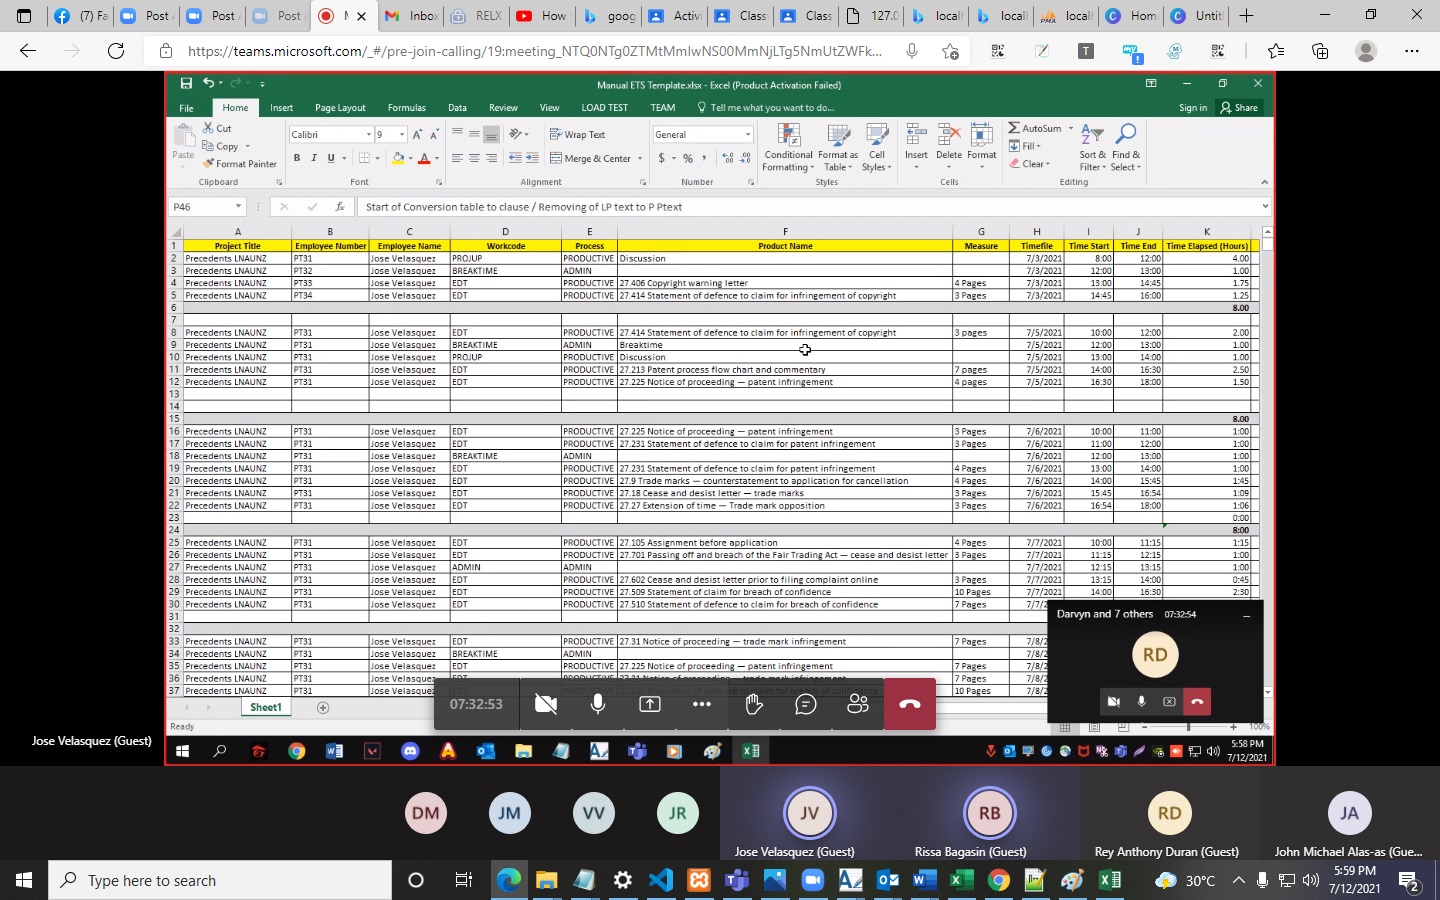 (7) Fa
Post A
Post A
Post A
M
Inbo
RELX
How
goog
Activi
Class
Class
127.0
locall
locall
locall
Hom
Untit
https://teams.microsoft.com/_#/pre-join-calling/19:meeting_NTQ0NTg0ZTMtMmIwNS00MmNjLTg5NmUtZWFk...
Manual ETS Template.xlsx - Excel (Product Activation Failed)
File Home Insert Page Layout Formulas Data Review View LOAD TEST TEAM Tell me what you want to do... Sign in Share
Cut
Copy
Format Painter
Paste
Clipboard
Calibri 9
B I U
Font
Wrap Text
Merge & Center
Alignment
General
$ % ,
Number
Conditional Formatting
Format as Table
Cell Styles
Styles
Insert Delete Format
Cells
AutoSum
Fill
Clear
Sort & Filter
Find & Select
Editing
P46 fx Start of Conversion table to clause / Removing of LP text to P Ptext
A B C D E F G H I J K
1 Project Title Employee Number Employee Name Workcode Process Product Name Measure Timefile Time Start Time End Time Elapsed (Hours)
2 Precedents LNAUNZ PT31 Jose Velasquez PROJUP PRODUCTIVE Discussion 7/3/2021 8:00 12:00 4.00
3 Precedents LNAUNZ PT32 Jose Velasquez BREAKTIME ADMIN 7/3/2021 12:00 13:00 1.00
4 Precedents LNAUNZ PT33 Jose Velasquez EDT PRODUCTIVE 27.406 Copyright warning letter 4 Pages 7/3/2021 13:00 14:45 1.75
5 Precedents LNAUNZ PT34 Jose Velasquez EDT PRODUCTIVE 27.414 Statement of defence to claim for infringement of copyright 3 Pages 7/3/2021 14:45 16:00 1.25
6 8.00
7
8 Precedents LNAUNZ PT31 Jose Velasquez EDT PRODUCTIVE 27.414 Statement of defence to claim for infringement of copyright 3 pages 7/5/2021 10:00 12:00 2.00
9 Precedents LNAUNZ PT31 Jose Velasquez BREAKTIME ADMIN Breaktime 7/5/2021 12:00 13:00 1.00
10 Precedents LNAUNZ PT31 Jose Velasquez PROJUP PRODUCTIVE Discussion 7/5/2021 13:00 14:00 1.00
11 Precedents LNAUNZ PT31 Jose Velasquez EDT PRODUCTIVE 27.213 Patent process flow chart and commentary 7 pages 7/5/2021 14:00 16:30 2.50
12 Precedents LNAUNZ PT31 Jose Velasquez EDT PRODUCTIVE 27.225 Notice of proceeding — patent infringement 4 pages 7/5/2021 16:30 18:00 1.50
13
14
15 8.00
16 Precedents LNAUNZ PT31 Jose Velasquez EDT PRODUCTIVE 27.225 Notice of proceeding — patent infringement 3 Pages 7/6/2021 10:00 11:00 1:00
17 Precedents LNAUNZ PT31 Jose Velasquez EDT PRODUCTIVE 27.231 Statement of defence to claim for patent infringement 3 Pages 7/6/2021 11:00 12:00 1:00
18 Precedents LNAUNZ PT31 Jose Velasquez BREAKTIME ADMIN 7/6/2021 12:00 13:00 1:00
19 Precedents LNAUNZ PT31 Jose Velasquez EDT PRODUCTIVE 27.231 Statement of defence to claim for patent infringement 4 Pages 7/6/2021 13:00 14:00 1:00
20 Precedents LNAUNZ PT31 Jose Velasquez EDT PRODUCTIVE 27.9 Trade marks — counterstatement to application for cancellation 4 Pages 7/6/2021 14:00 15:45 1:45
21 Precedents LNAUNZ PT31 Jose Velasquez EDT PRODUCTIVE 27.18 Cease and desist letter — trade marks 3 Pages 7/6/2021 15:45 16:54 1:09
22 Precedents LNAUNZ PT31 Jose Velasquez EDT PRODUCTIVE 27.27 Extension of time — Trade mark opposition 3 Pages 7/6/2021 16:54 18:00 1:06
23 0:00
24 8:00
25 Precedents LNAUNZ PT31 Jose Velasquez EDT PRODUCTIVE 27.105 Assignment before application 4 Pages 7/7/2021 10:00 11:15 1:15
26 Precedents LNAUNZ PT31 Jose Velasquez EDT PRODUCTIVE 27.701 Passing off and breach of the Fair Trading Act — cease and desist letter 3 Pages 7/7/2021 11:15 12:15 1:00
27 Precedents LNAUNZ PT31 Jose Velasquez ADMIN ADMIN 7/7/2021 12:15 13:15 1:00
28 Precedents LNAUNZ PT31 Jose Velasquez EDT PRODUCTIVE 27.602 Cease and desist letter prior to filing complaint online 3 Pages 7/7/2021 13:15 14:00 0:45
29 Precedents LNAUNZ PT31 Jose Velasquez EDT PRODUCTIVE 27.509 Statement of claim for breach of confidence 10 Pages 7/7/2021 14:00 16:30 2:30
30 Precedents LNAUNZ PT31 Jose Velasquez EDT PRODUCTIVE 27.510 Statement of defence to claim for breach of confidence 7 Pages 7/7/2
31
32
33 Precedents LNAUNZ PT31 Jose Velasquez EDT PRODUCTIVE 27.31 Notice of proceeding — trade mark infringement 7 Pages 7/8/2
34 Precedents LNAUNZ PT31 Jose Velasquez BREAKTIME ADMIN 7/8/2
35 Precedents LNAUNZ PT31 Jose Velasquez EDT PRODUCTIVE 27.225 Notice of proceeding — patent infringement 7 Pages 7/8/2
36 Precedents LNAUNZ PT31 Jose Velasquez 7 Pages 7/8/2
37 Precedents LNAUNZ PT31 Jose Velasquez 10 Pages 7/8/2
Darvyn and 7 others 07:32:54
RD
07:32:53
Sheet1
Ready
100%
Jose Velasquez (Guest)
5:58 PM
7/12/2021
DM JM VV JR JV RB RD JA
Jose Velasquez (Guest) Rissa Bagasin (Guest) Rey Anthony Duran (Guest) John Michael Alas-as (Gue...
Type here to search
30°C
5:59 PM
7/12/2021
2